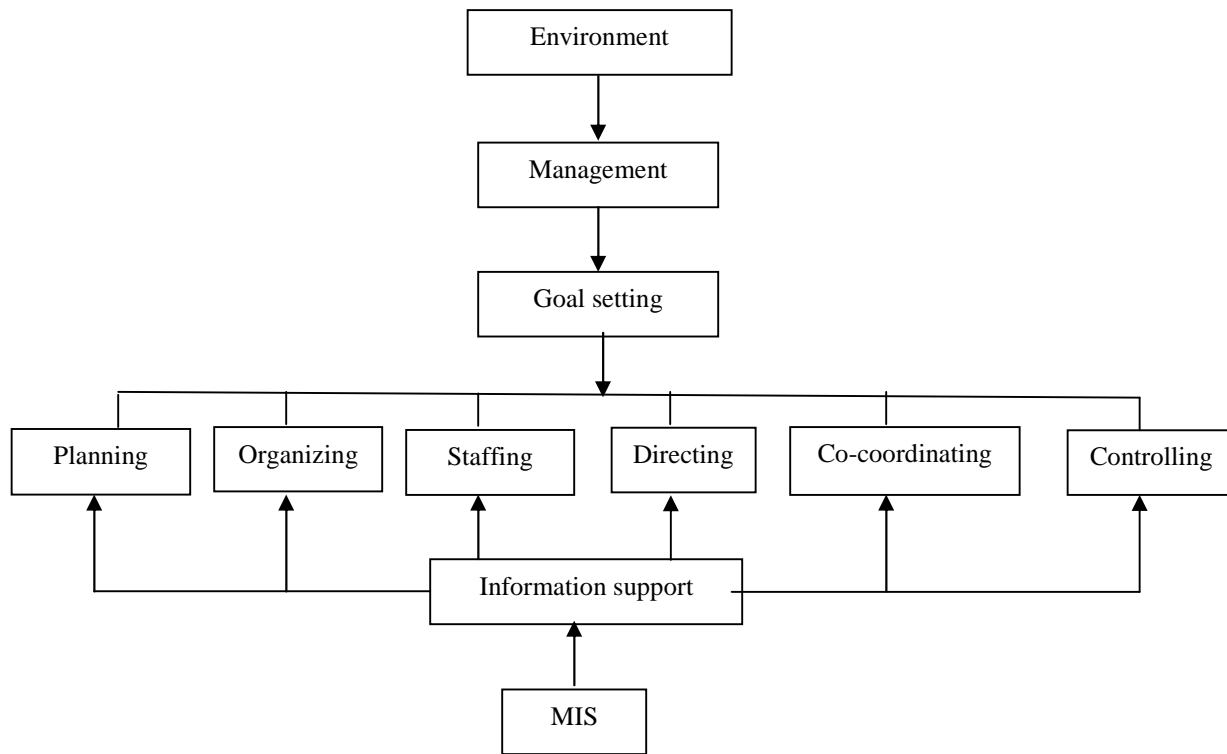 Environment
Management
Goal setting
Planning
Organizing
Staffing
Directing
Co-coordinating
Controlling
Information support
MIS